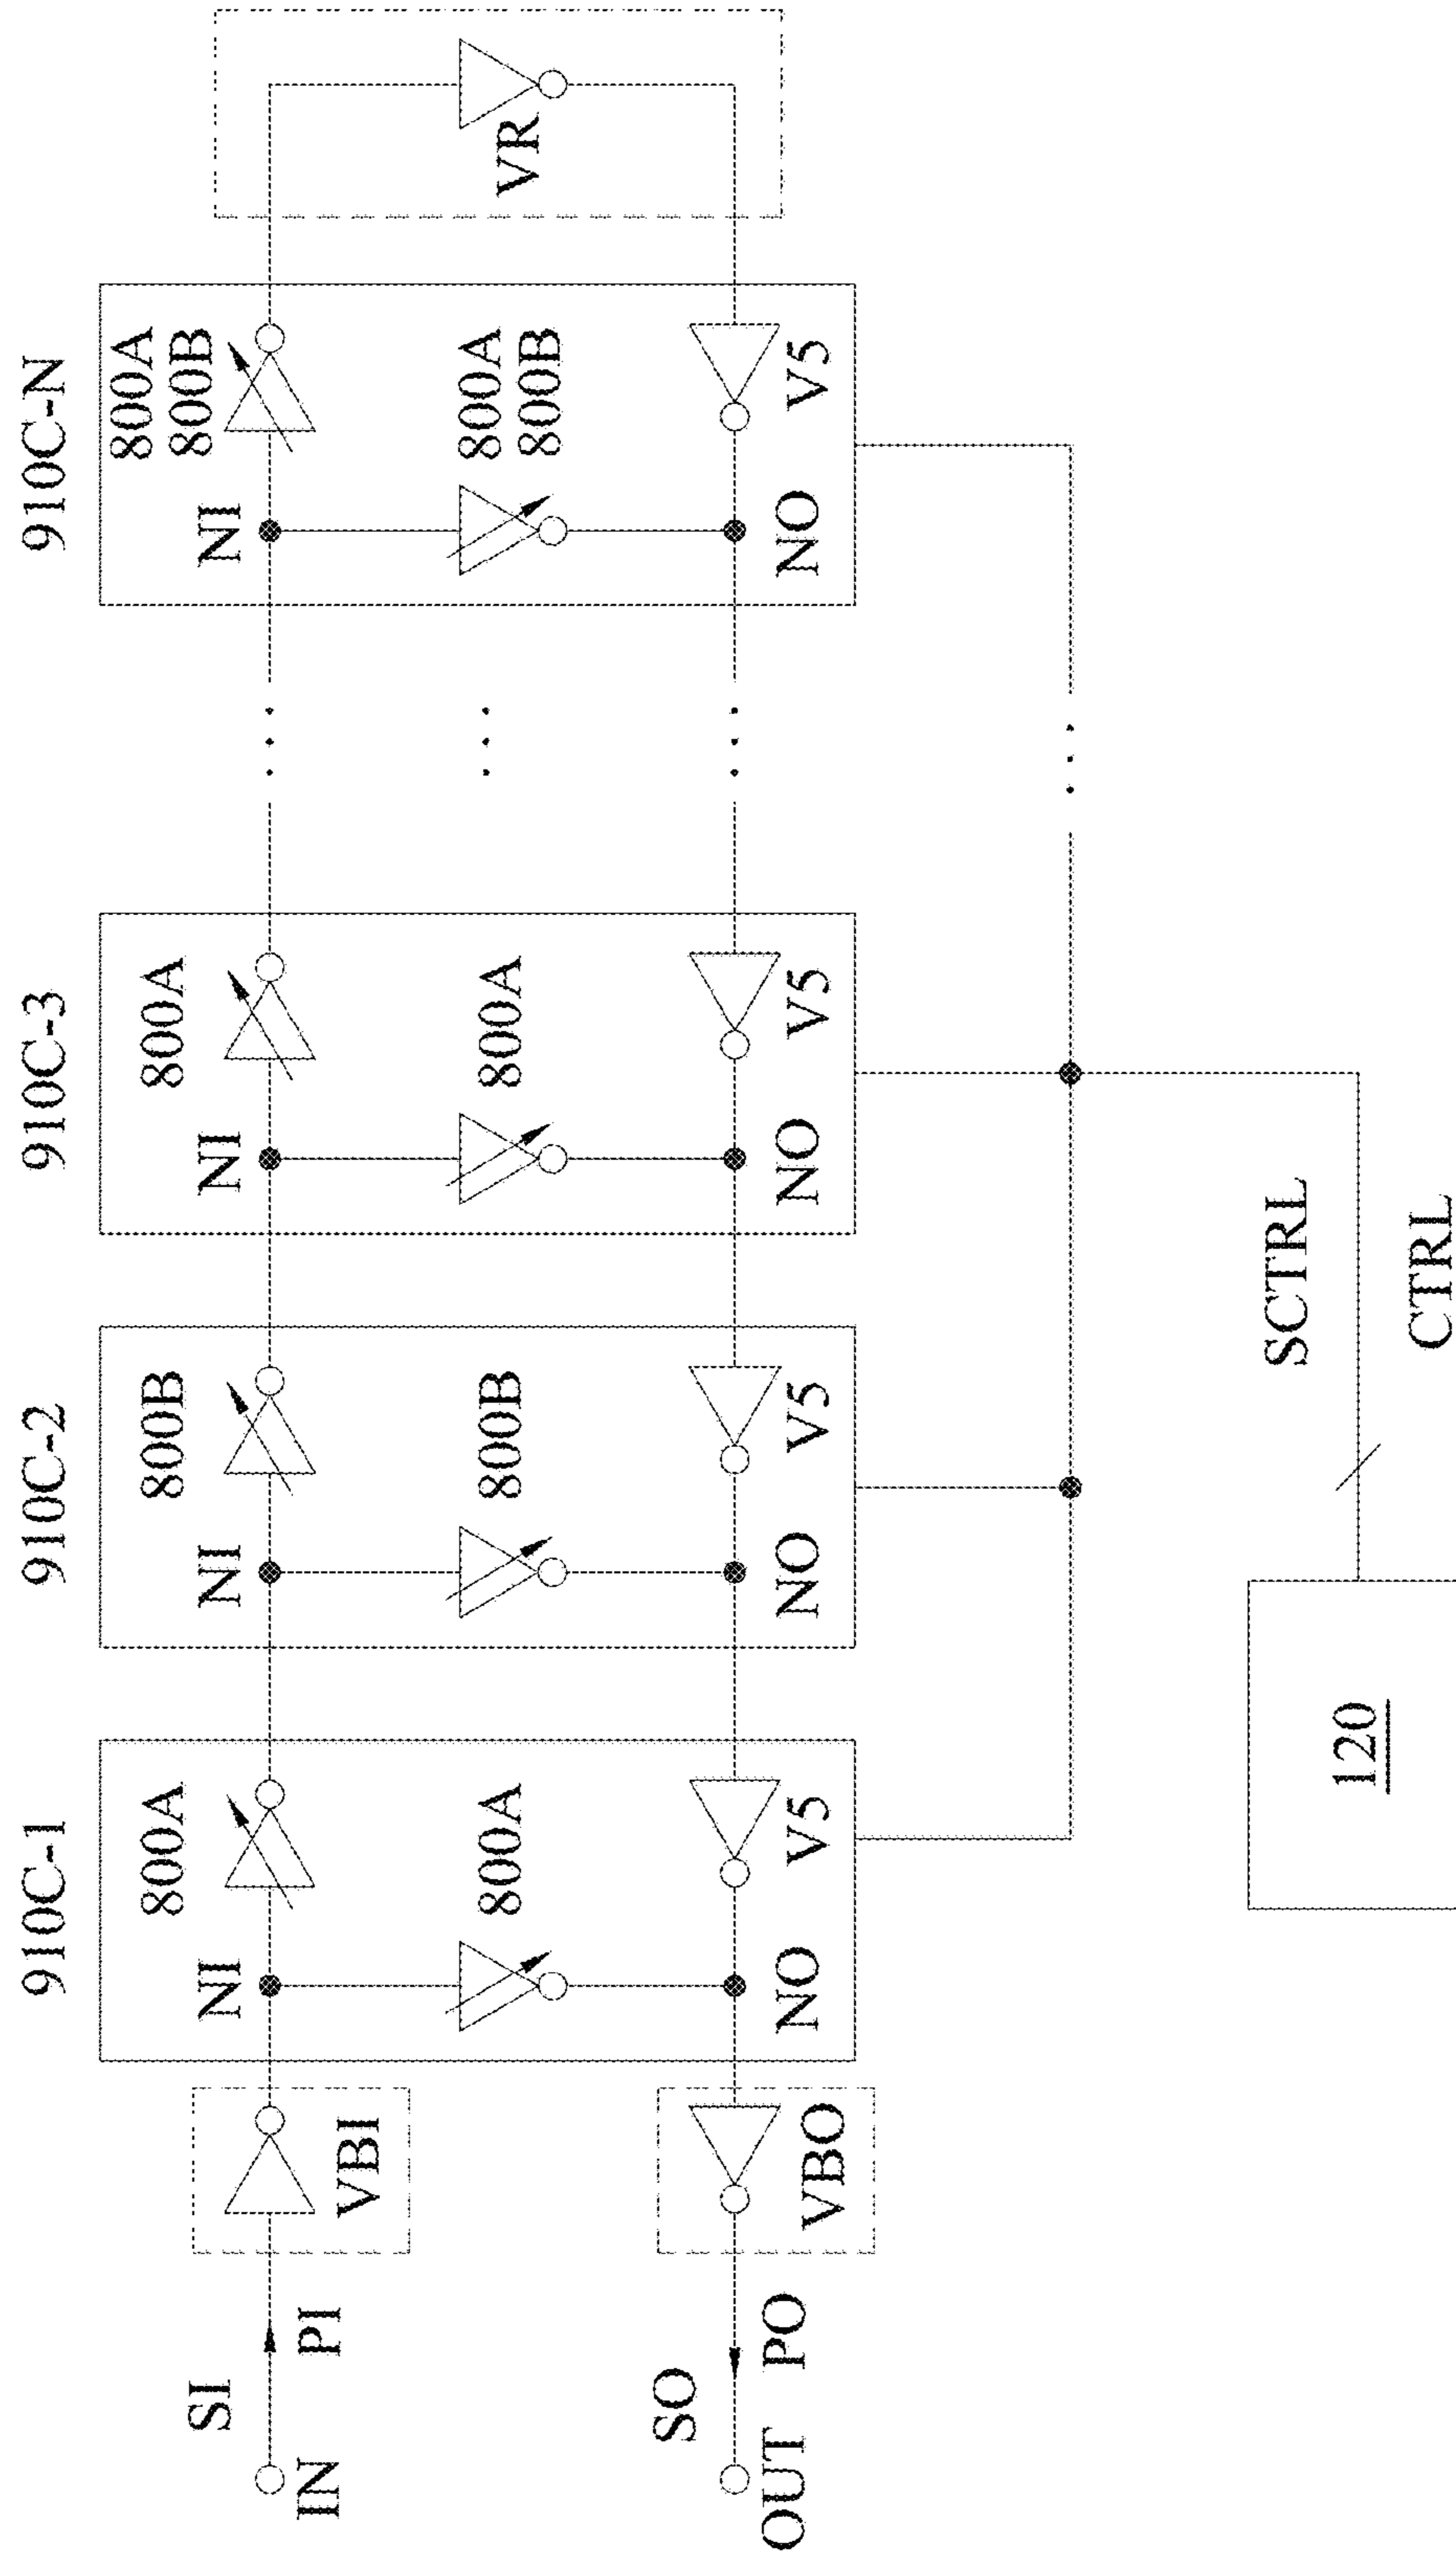 910C-1
910C-2
910C-3
910C-N
800A
800B
800A
800A
800B
NI
NI
NI
NI
SI
IN
PI
VBI
800A
800B
800A
800A
800B
VR
SO
OUT
PO
VBO
NO
V5
NO
V5
NO
V5
NO
V5
120
SCTRL
CTRL